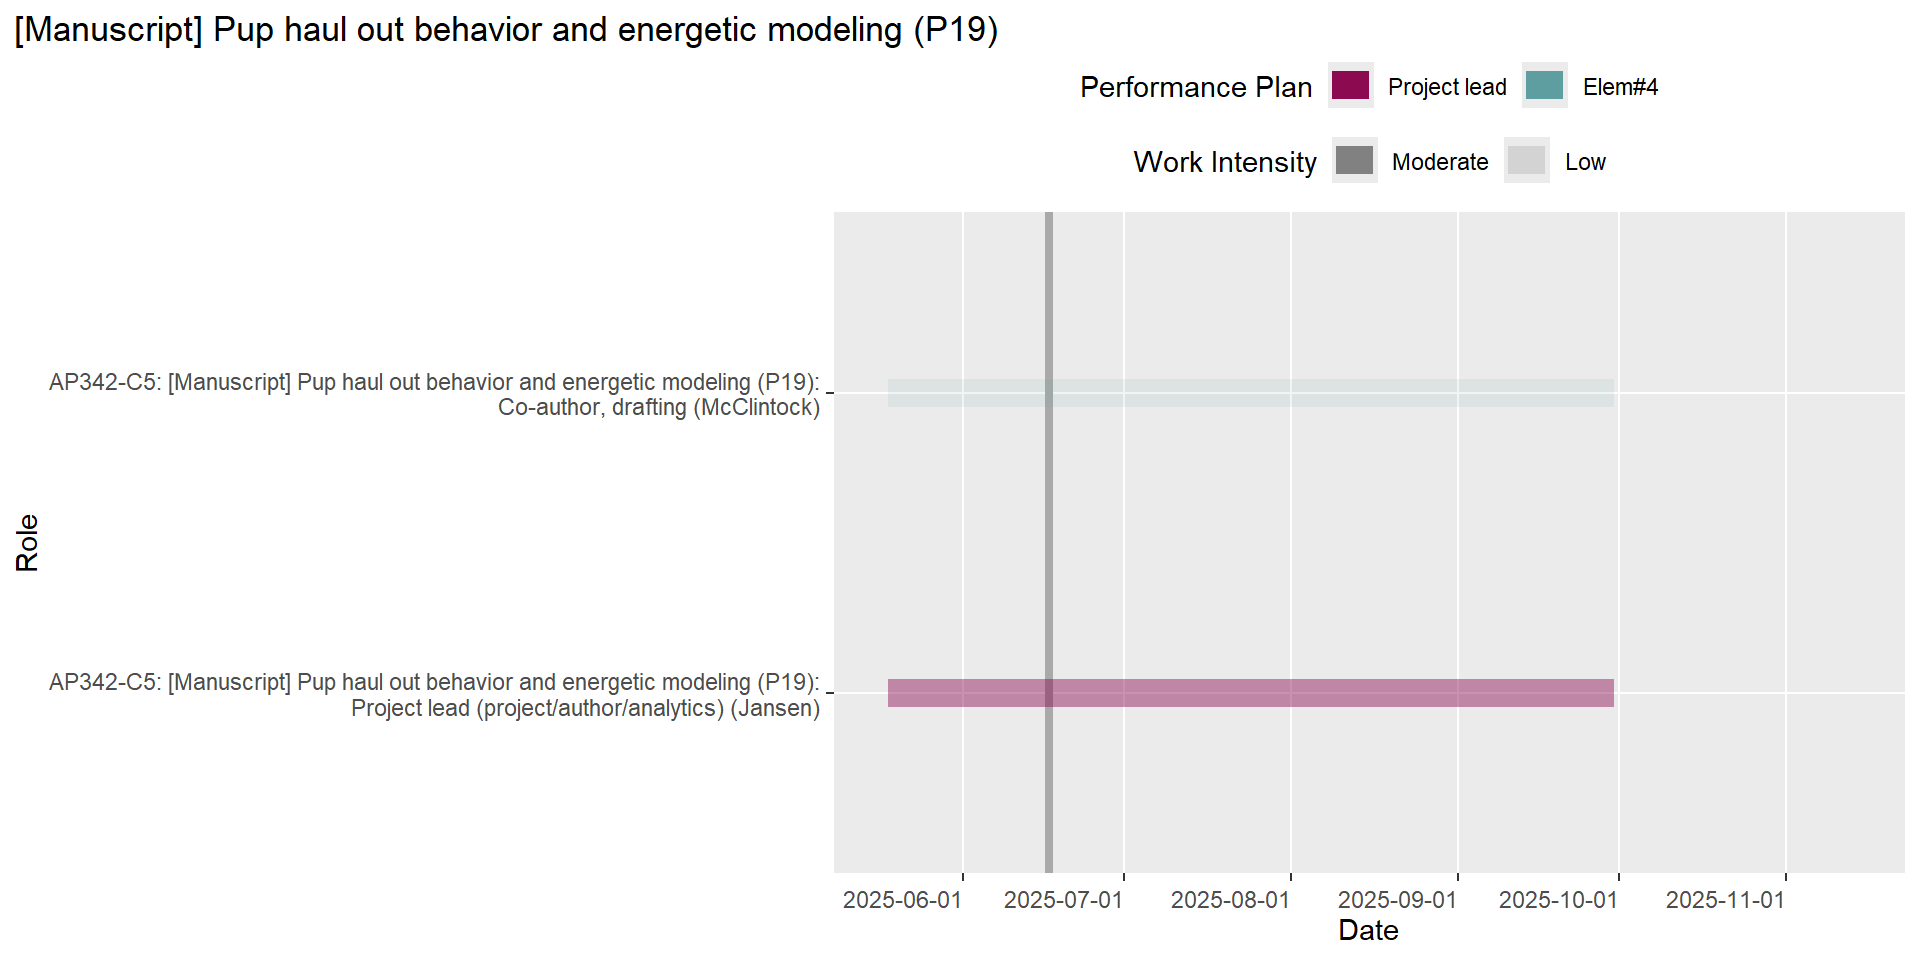 [Manuscript] Pup haul out behavior and energetic modeling (P19)
Performance Plan Project lead Elem#4
Work Intensity Moderate Low
AP342-C5: [Manuscript] Pup haul out behavior and energetic modeling (P19):
Co-author, drafting (McClintock)
Role
AP342-C5: [Manuscript] Pup haul out behavior and energetic modeling (P19):
Project lead (project/author/analytics) (Jansen)
2025-06-01 2025-07-01 2025-08-01 2025-09-01 2025-10-01 2025-11-01
Date